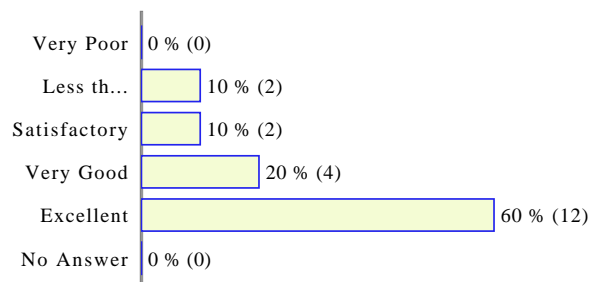 Very Poor 0 % (0)
Less th... 10 % (2)
Satisfactory 10 % (2)
Very Good 20 % (4)
Excellent 60 % (12)
No Answer 0 % (0)